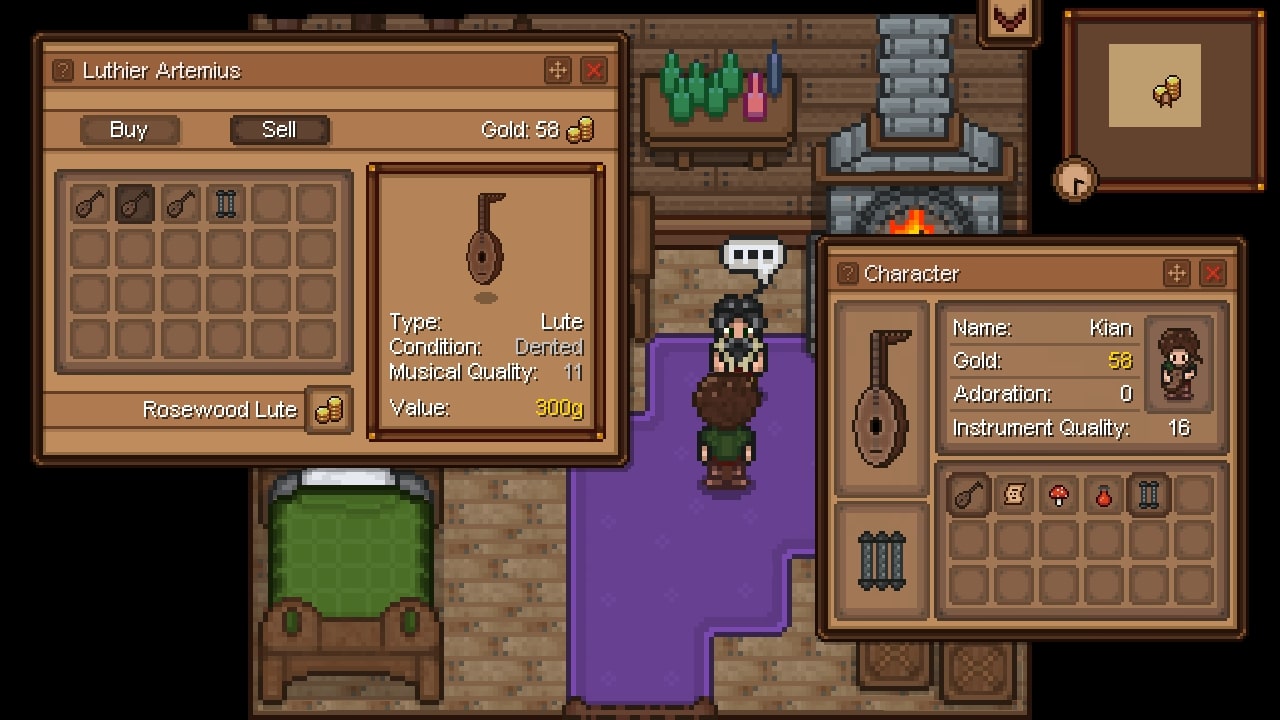 Luthier Artemius
Buy
Sell
Gold: 58
Type: Lute
Condition: Dented
Musical Quality: 11
Value: 300g
Rosewood Lute
Character
Name: Kian
Gold: 58
Adoration: 0
Instrument Quality: 16